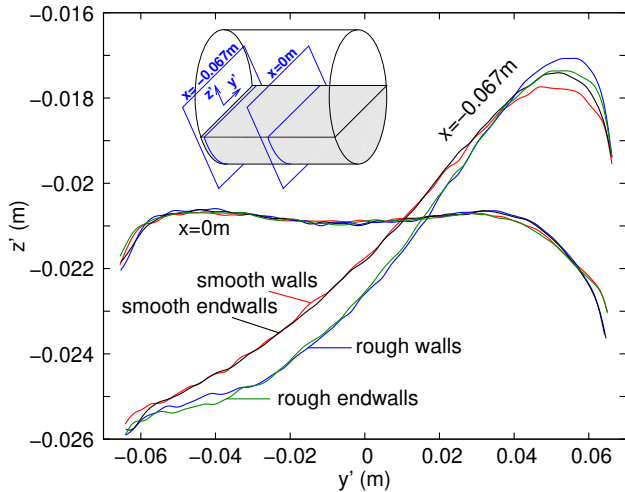 −0.016
−0.018
−0.02
−0.022
−0.024
−0.026
z' (m)
−0.06
−0.04
−0.02
0
0.02
0.04
0.06
y' (m)
x= −0.067m
z'
y'
x=0m
x=−0.067m
x=0m
smooth walls
smooth endwalls
rough walls
rough endwalls